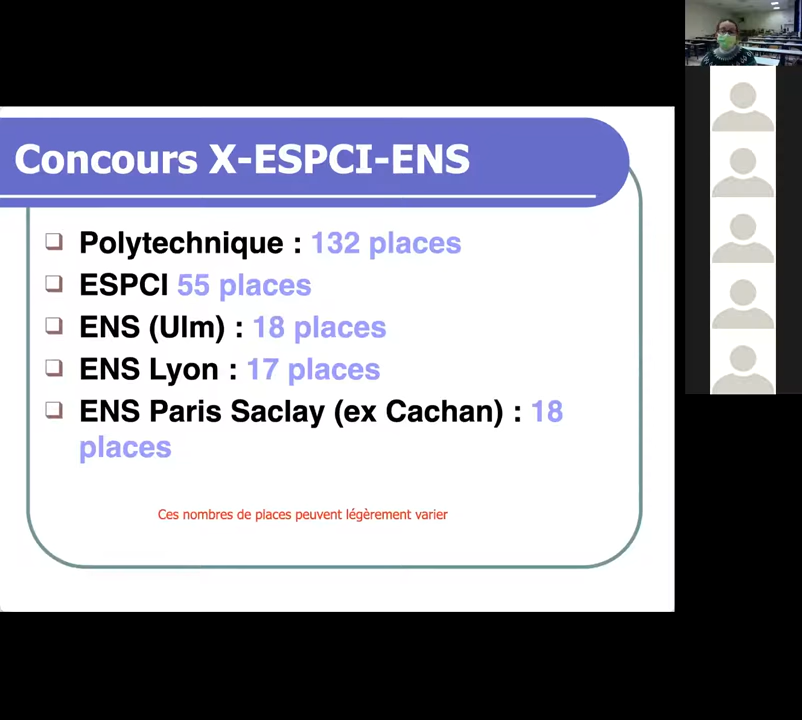 Concours X-ESPCI-ENS
Polytechnique : 132 places
ESPCI 55 places
ENS (Ulm) : 18 places
ENS Lyon : 17 places
ENS Paris Saclay (ex Cachan) : 18
places
Ces nombres de places peuvent légèrement varier